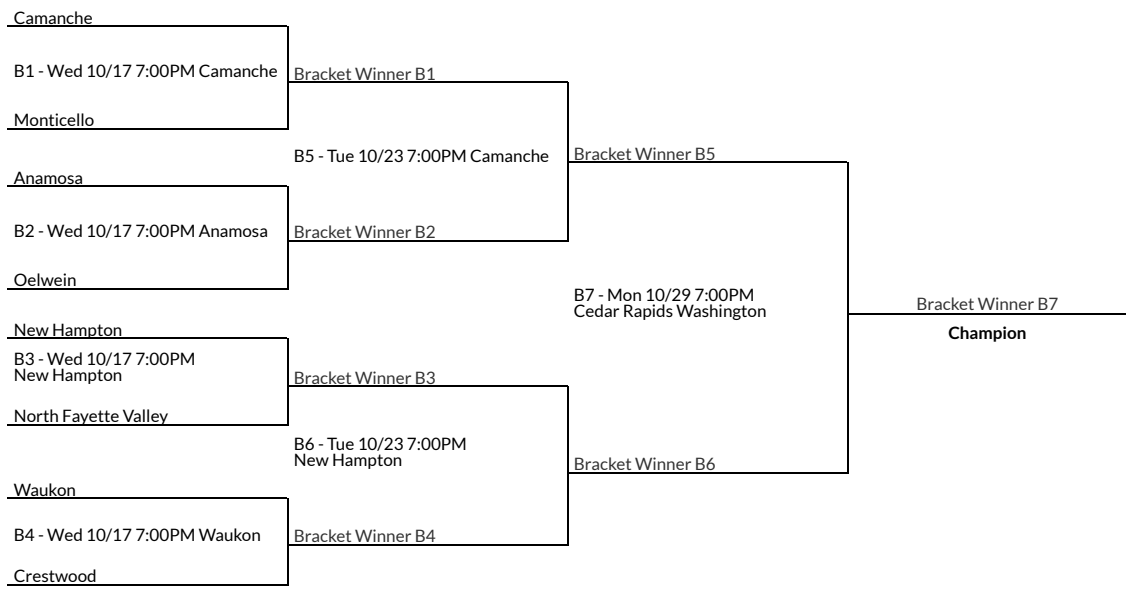 Camanche
B1 - Wed 10/17 7:00PM Camanche
Bracket Winner B1
Monticello
B5 - Tue 10/23 7:00PM Camanche
Bracket Winner B5
Anamosa
B2 - Wed 10/17 7:00PM Anamosa
Bracket Winner B2
Oelwein
B7 - Mon 10/29 7:00PM
Cedar Rapids Washington
Bracket Winner B7
Champion
New Hampton
B3 - Wed 10/17 7:00PM
New Hampton
Bracket Winner B3
North Fayette Valley
B6 - Tue 10/23 7:00PM
New Hampton
Bracket Winner B6
Waukon
B4 - Wed 10/17 7:00PM Waukon
Bracket Winner B4
Crestwood